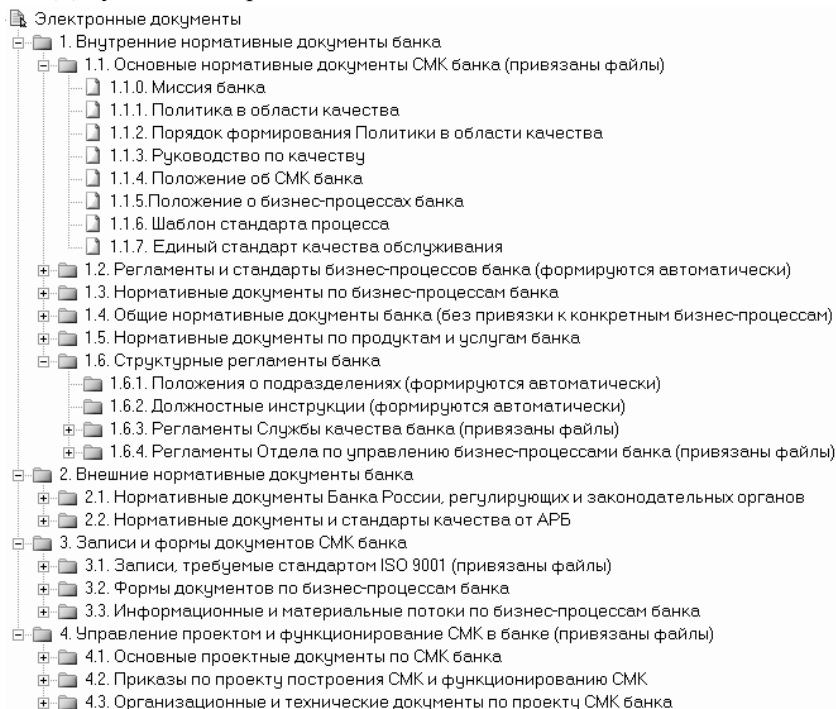 Электронные документы
1. Внутренние нормативные документы банка
1.1. Основные нормативные документы СМК банка (привязаны файлы)
1.1.0. Миссия банка
1.1.1. Политика в области качества
1.1.2. Порядок формирования Политики в области качества
1.1.3. Руководство по качеству
1.1.4. Положение об СМК банка
1.1.5.Положение о бизнес-процессах банка
1.1.6. Шаблон стандарта процесса
1.1.7. Единый стандарт качества обслуживания
1.2. Регламенты и стандарты бизнес-процессов банка (формируются автоматически)
1.3. Нормативные документы по бизнес-процессам банка
1.4. Общие нормативные документы банка (без привязки к конкретным бизнес-процессам)
1.5. Нормативные документы по продуктам и услугам банка
1.6. Структурные регламенты банка
1.6.1. Положения о подразделениях (формируются автоматически)
1.6.2. Должностные инструкции (формируются автоматически)
1.6.3. Регламенты Службы качества банка (привязаны файлы)
1.6.4. Регламенты Отдела по управлению бизнес-процессами банка (привязаны файлы)
2. Внешние нормативные документы банка
2.1. Нормативные документы Банка России, регулирующих и законодательных органов
2.2. Нормативные документы и стандарты качества от АРБ
3. Записи и формы документов СМК банка
3.1. Записи, требуемые стандартом ISO 9001 (привязаны файлы)
3.2. Формы документов по бизнес-процессам банка
3.3. Информационные и материальные потоки по бизнес-процессам банка
4. Управление проектом и функционирование СМК в банке (привязаны файлы)
4.1. Основные проектные документы по СМК банка
4.2. Приказы по проекту построения СМК и функционированию СМК
4.3. Организационные и технические документы по проекту СМК банка